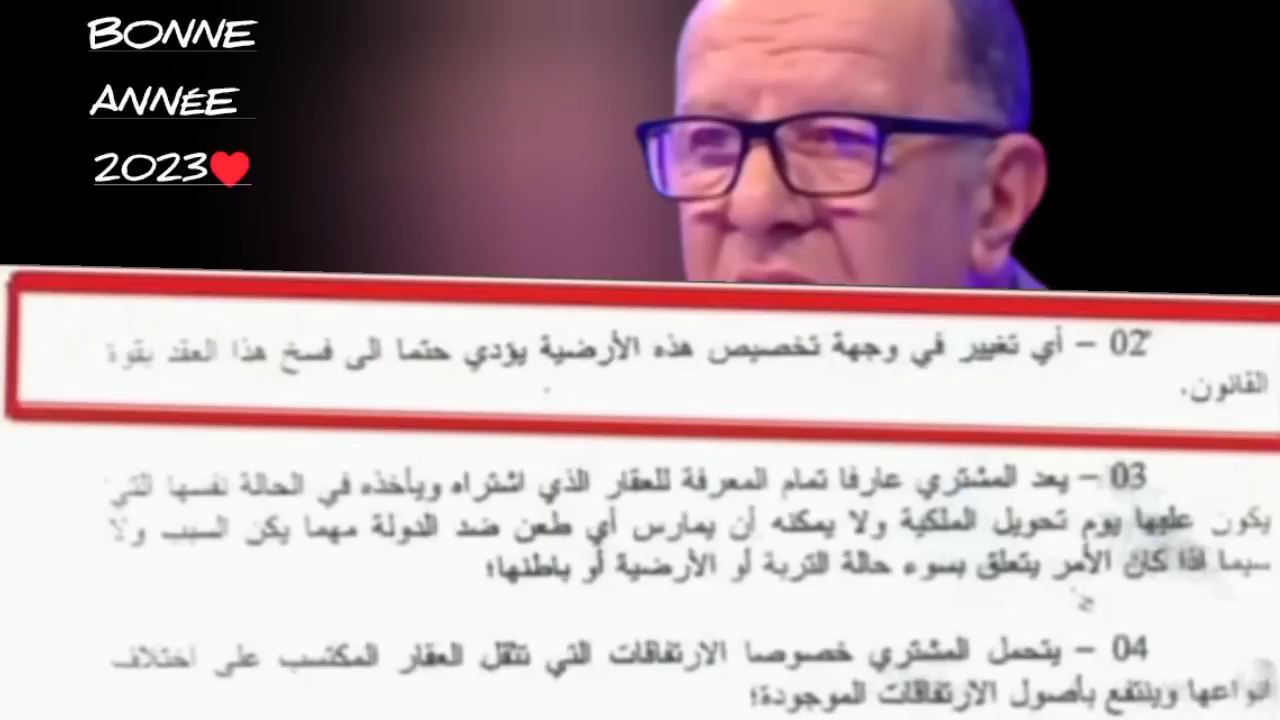 BONNE
ANNÉE
2023♥
02 – أي تغيير في وجهة تخصيص هذه الأرضية يؤدي حتما الى فسخ هذا العقد بقوة
القانون.
03 – يعد المشتري عارفا تمام المعرفة للعقار الذي اشتراه ويأخذه في الحالة نفسها التي
يكون عليها يوم تحويل الملكية ولا يمكنه أن يمارس أي طعن ضد الدولة مهما يكن السبب ولا
سيما اذا كان الأمر يتعلق بسوء حالة التربة أو الأرضية أو باطنها؛
04 – يتحمل المشتري خصوصا الارتفاقات التي تثقل العقار المكتسب على اختلاف
أنواعها وينتفع بأصول الارتفاقات الموجودة؛